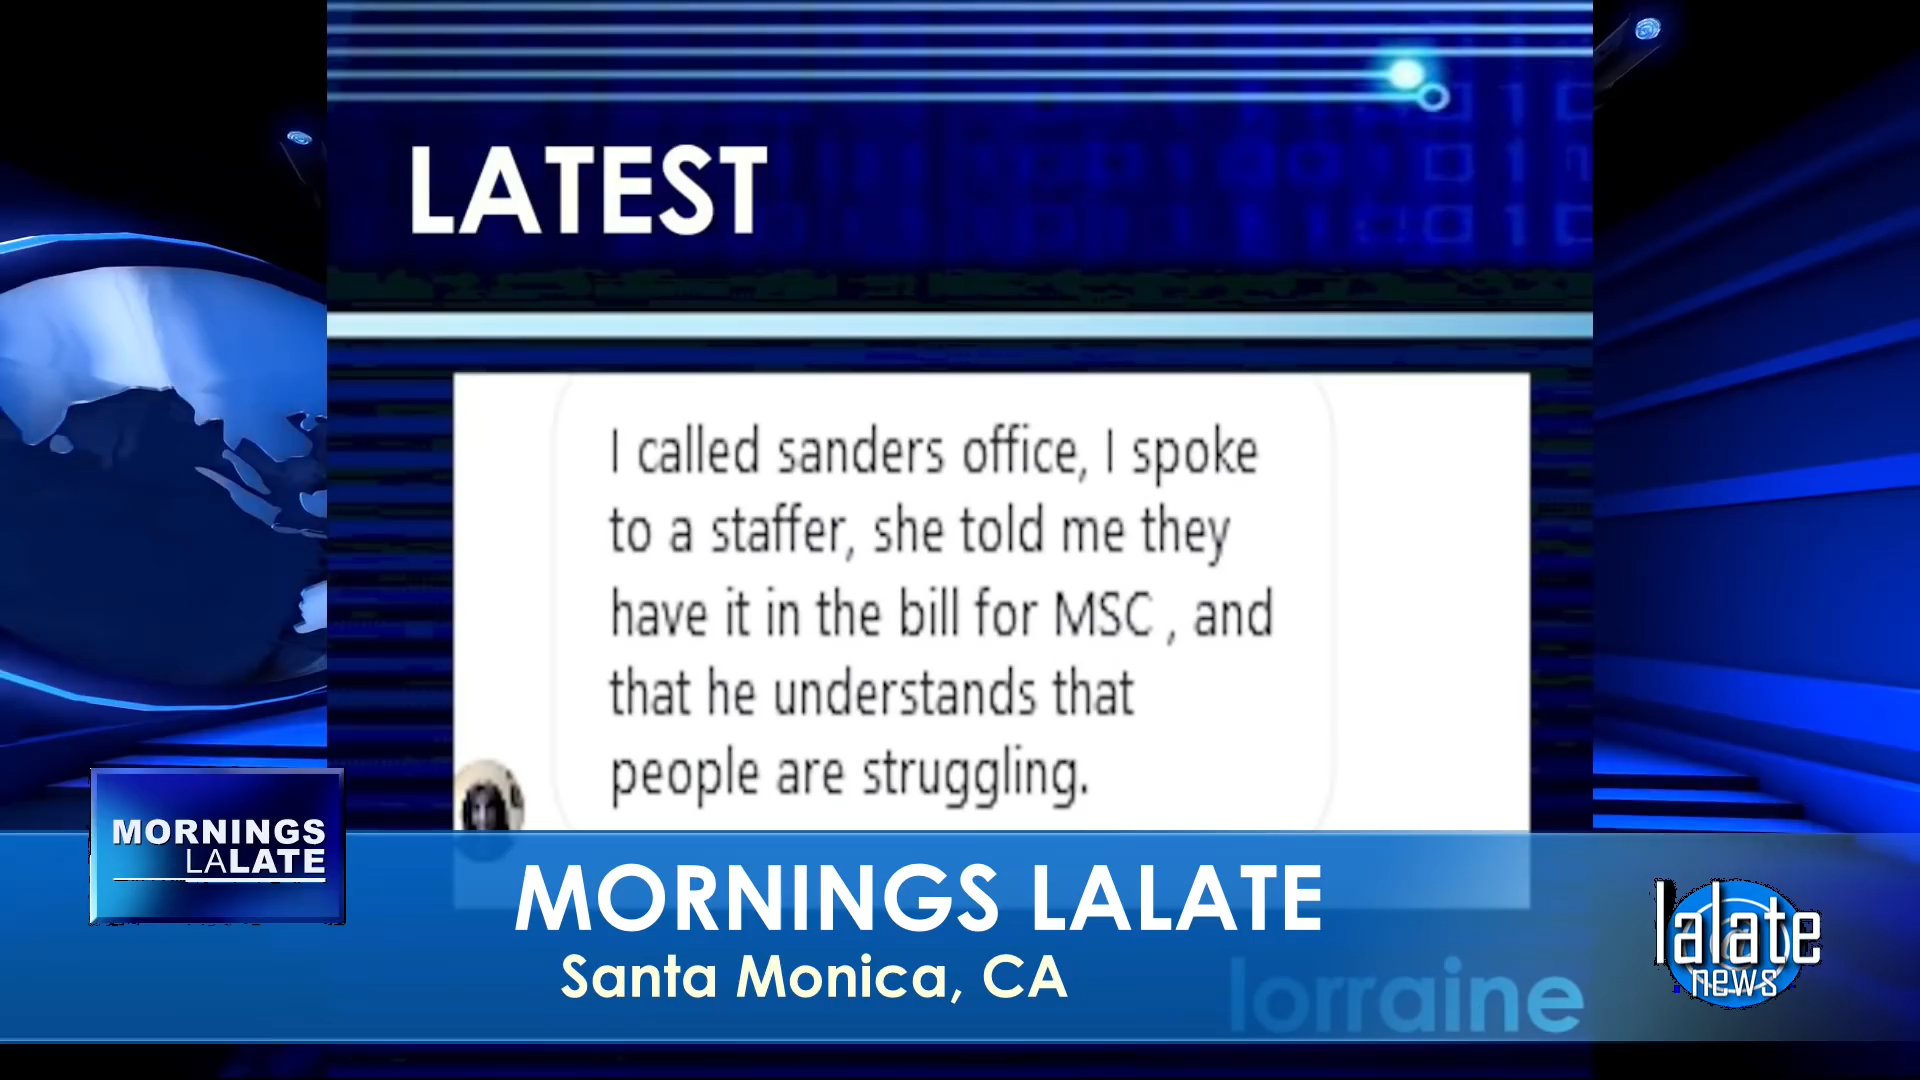 LATEST
I called sanders office, I spoke
to a staffer, she told me they
have it in the bill for MSC , and
that he understands that
people are struggling.
MORNINGS
LALATE
MORNINGS LALATE
Santa Monica, CA
lorraine
lalate
news